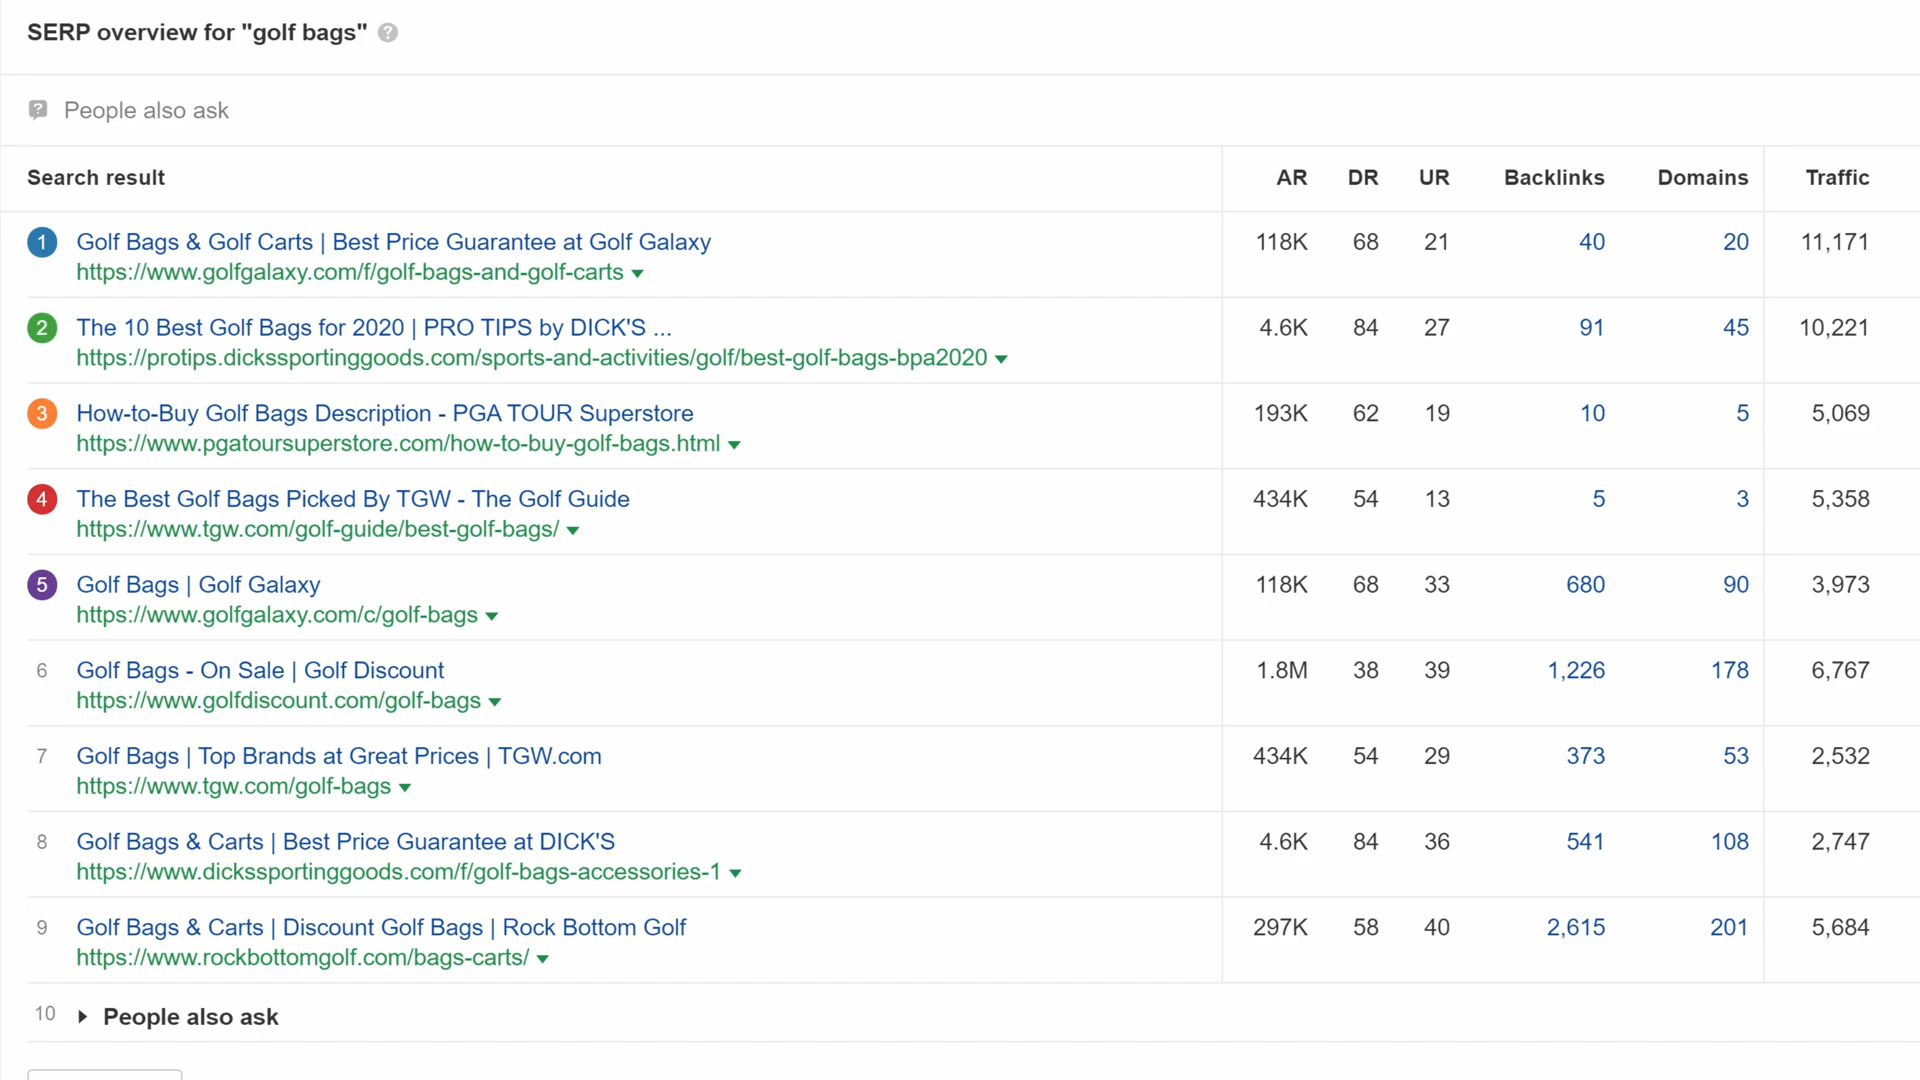 SERP overview for "golf bags" ?
? People also ask
Search result AR DR UR Backlinks Domains Traffic
1 Golf Bags & Golf Carts | Best Price Guarantee at Golf Galaxy 118K 68 21 40 20 11,171
https://www.golfgalaxy.com/f/golf-bags-and-golf-carts
2 The 10 Best Golf Bags for 2020 | PRO TIPS by DICK'S ... 4.6K 84 27 91 45 10,221
https://protips.dickssportinggoods.com/sports-and-activities/golf/best-golf-bags-bpa2020
3 How-to-Buy Golf Bags Description - PGA TOUR Superstore 193K 62 19 10 5 5,069
https://www.pgatoursuperstore.com/how-to-buy-golf-bags.html
4 The Best Golf Bags Picked By TGW - The Golf Guide 434K 54 13 5 3 5,358
https://www.tgw.com/golf-guide/best-golf-bags/
5 Golf Bags | Golf Galaxy 118K 68 33 680 90 3,973
https://www.golfgalaxy.com/c/golf-bags
6 Golf Bags - On Sale | Golf Discount 1.8M 38 39 1,226 178 6,767
https://www.golfdiscount.com/golf-bags
7 Golf Bags | Top Brands at Great Prices | TGW.com 434K 54 29 373 53 2,532
https://www.tgw.com/golf-bags
8 Golf Bags & Carts | Best Price Guarantee at DICK'S 4.6K 84 36 541 108 2,747
https://www.dickssportinggoods.com/f/golf-bags-accessories-1
9 Golf Bags & Carts | Discount Golf Bags | Rock Bottom Golf 297K 58 40 2,615 201 5,684
https://www.rockbottomgolf.com/bags-carts/
10 People also ask